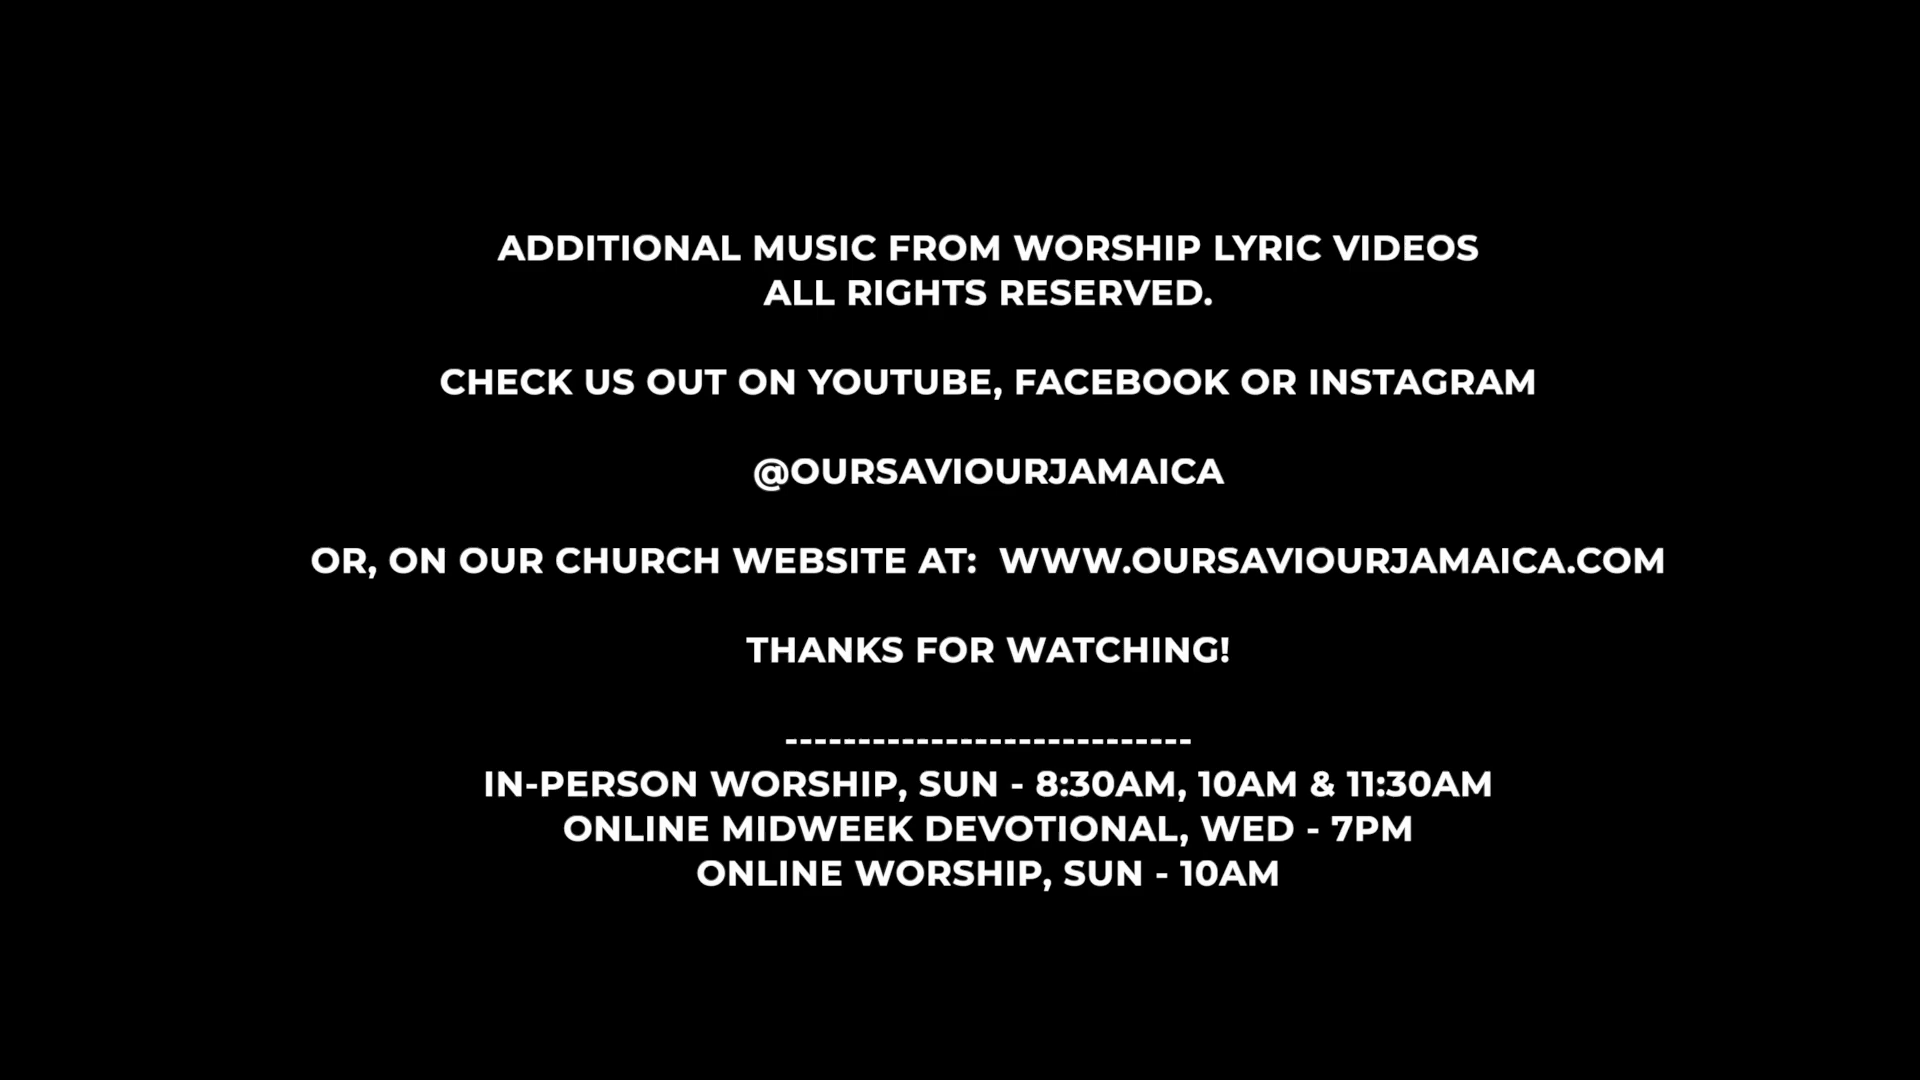 ADDITIONAL MUSIC FROM WORSHIP LYRIC VIDEOS
ALL RIGHTS RESERVED.
CHECK US OUT ON YOUTUBE, FACEBOOK OR INSTAGRAM
@OURSAVIOURJAMAICA
OR, ON OUR CHURCH WEBSITE AT:  WWW.OURSAVIOURJAMAICA.COM
THANKS FOR WATCHING!
----------------------------
IN-PERSON WORSHIP, SUN - 8:30AM, 10AM & 11:30AM
ONLINE MIDWEEK DEVOTIONAL, WED - 7PM
ONLINE WORSHIP, SUN - 10AM